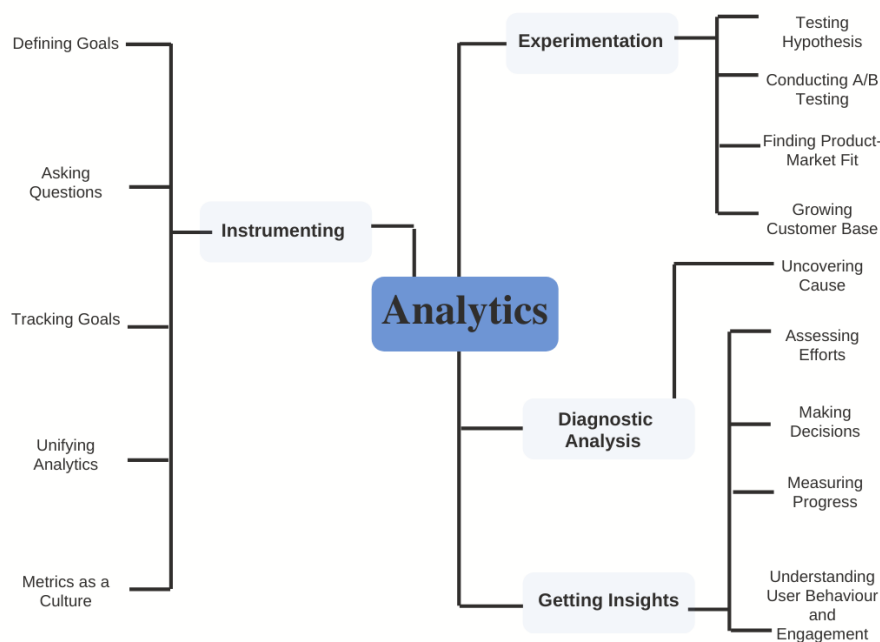 Analytics
Instrumenting
Defining Goals
Asking
Questions
Tracking Goals
Unifying
Analytics
Metrics as a
Culture
Experimentation
Testing
Hypothesis
Conducting A/B
Testing
Finding Product-
Market Fit
Growing
Customer Base
Diagnostic
Analysis
Uncovering
Cause
Getting Insights
Assessing
Efforts
Making
Decisions
Measuring
Progress
Understanding
User Behaviour
and
Engagement